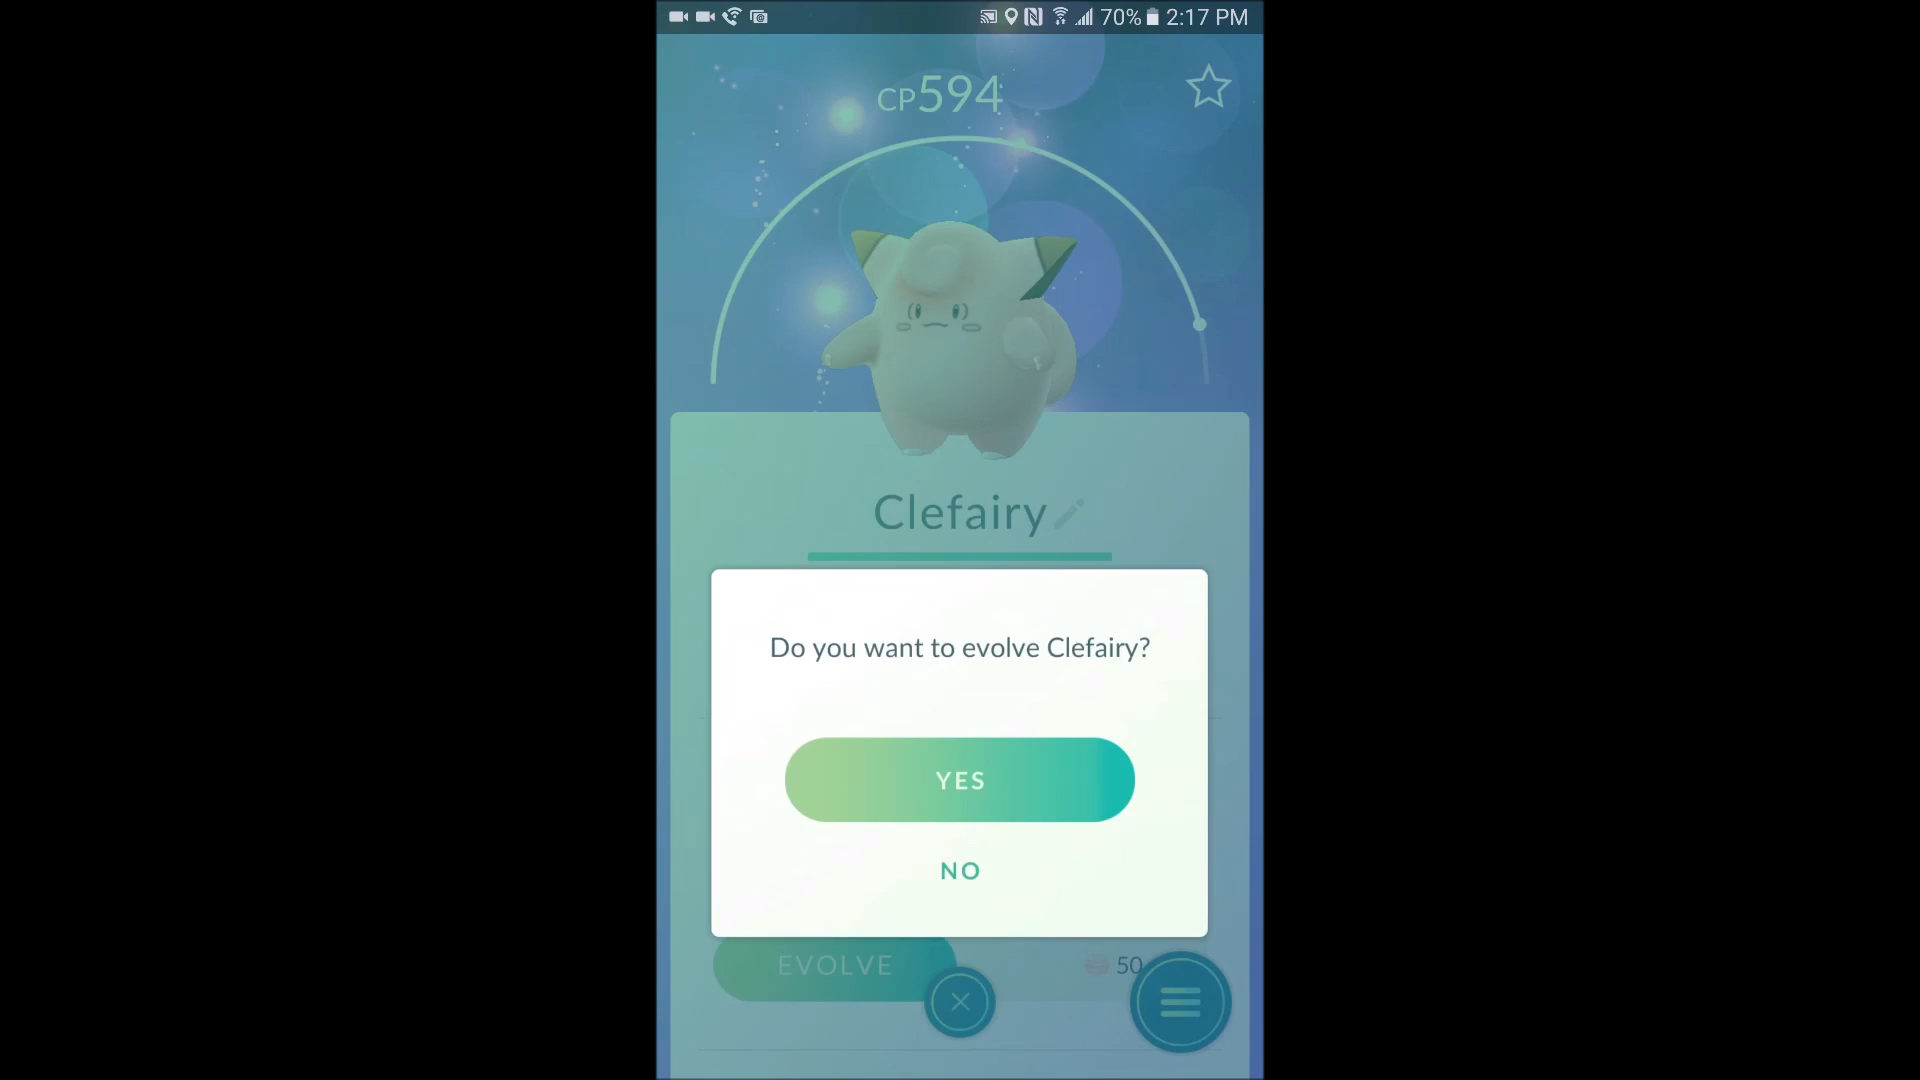 70% 2:17 PM
CP594
Clefairy
Do you want to evolve Clefairy?
YES
NO
EVOLVE 50